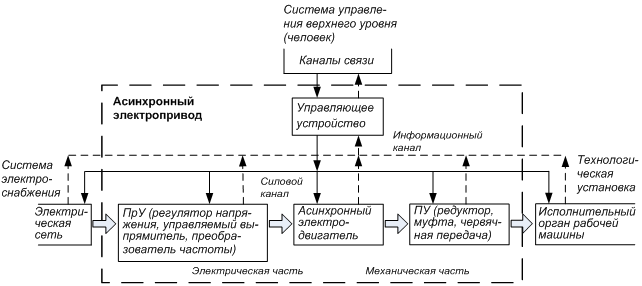 Система управле-
ния верхнего уровня
(человек)
Каналы связи
Асинхронный
электропривод
Управляющее
устройство
Информационный
канал
Система
электро-
снабжения
Технологи-
ческая
установка
Силовой
канал
Электри-
ческая
сеть
ПрУ (регулятор напря-
жения, управляемый вы-
прямитель, преобра-
зователь частоты)
Асинхронный
электро-
двигатель
ПУ (редуктор,
муфта, червяч-
ная передача)
Исполнительный
орган рабочей
машины
Электрическая часть
Механическая часть